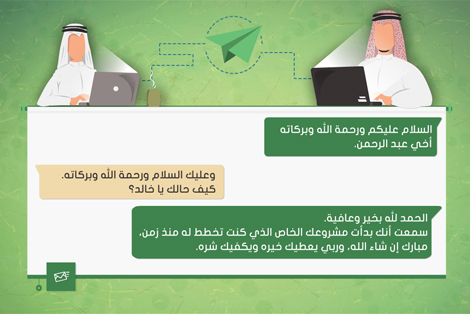 السلام عليكم ورحمة الله وبركاته
أخي عبد الرحمن.
وعليك السلام ورحمة الله وبركاته.
كيف حالك يا خالد؟
الحمد لله بخير وعافية.
سمعت أنك بدأت مشروعك الخاص الذي كنت تخطط له منذ زمن،
مبارك إن شاء الله، وربي يعطيك خيره ويكفيك شره.